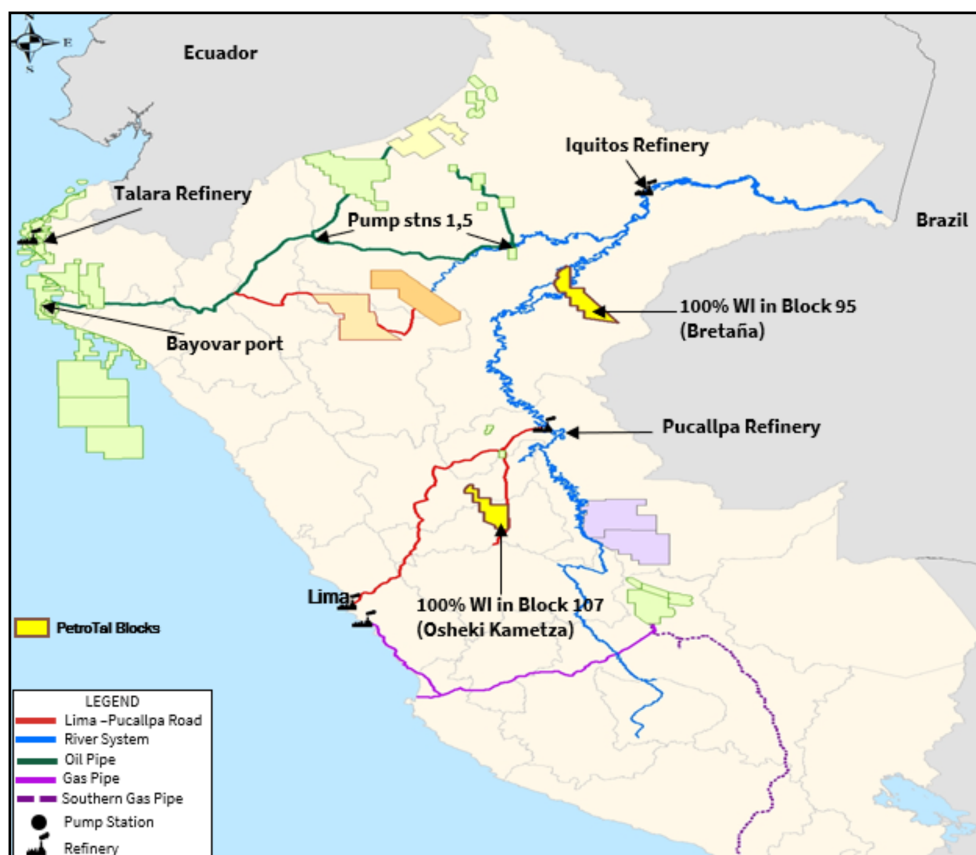 N
E
S
Ecuador
Iquitos Refinery
Talara Refinery
Pump stns 1,5
Brazil
100% WI in Block 95
(Bretaña)
Bayovar port
Pucallpa Refinery
Lima
100% WI in Block 107
(Osheki Kametza)
PetroTal Blocks
LEGEND
Lima –Pucallpa Road
River System
Oil Pipe
Gas Pipe
Southern Gas Pipe
Pump Station
Refinery